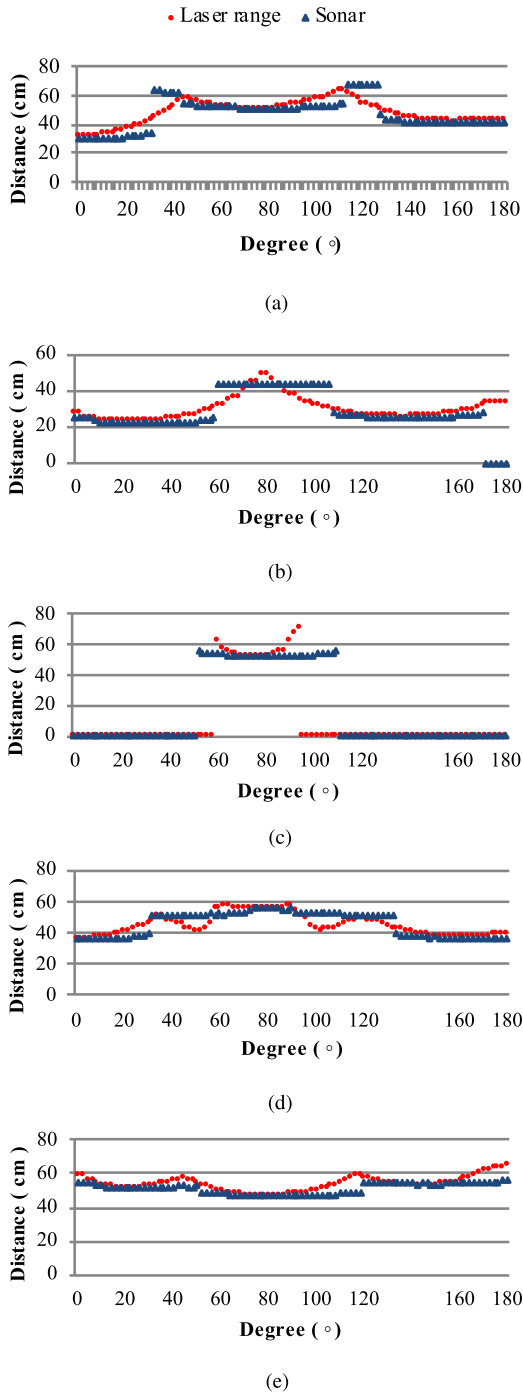 Laser range Sonar
80
60
40
20
0
Distance (cm)
0 20 40 60 80 100 120 140 160 180
Degree ( ○)
(a)
60
40
20
0
Distance ( cm )
0 20 40 60 80 100 120 160 180
Degree ( ○ )
(b)
80
60
40
20
0
Distance ( cm )
0 20 40 60 80 100 120 160 180
Degree ( ○ )
(c)
80
60
40
20
0
Distance ( cm )
0 20 40 60 80 100 120 160 180
Degree ( ○ )
(d)
80
60
40
20
0
Distance ( cm )
0 20 40 60 80 100 120 180
Degree ( ○ )
(e)